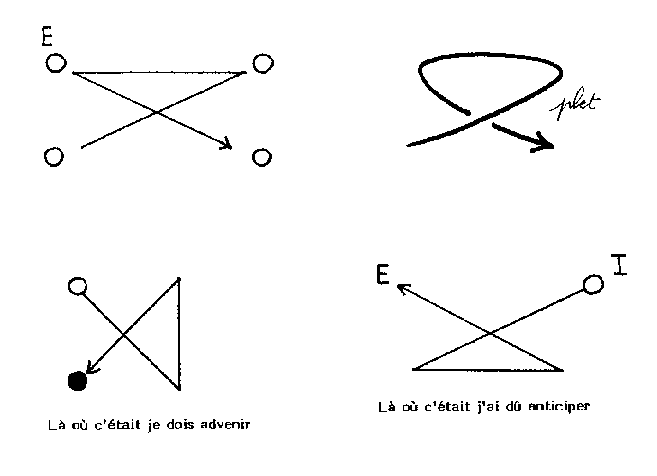 E
plet
E
I
Là où c'était je dois advenir
Là où c'était j'ai dû anticiper